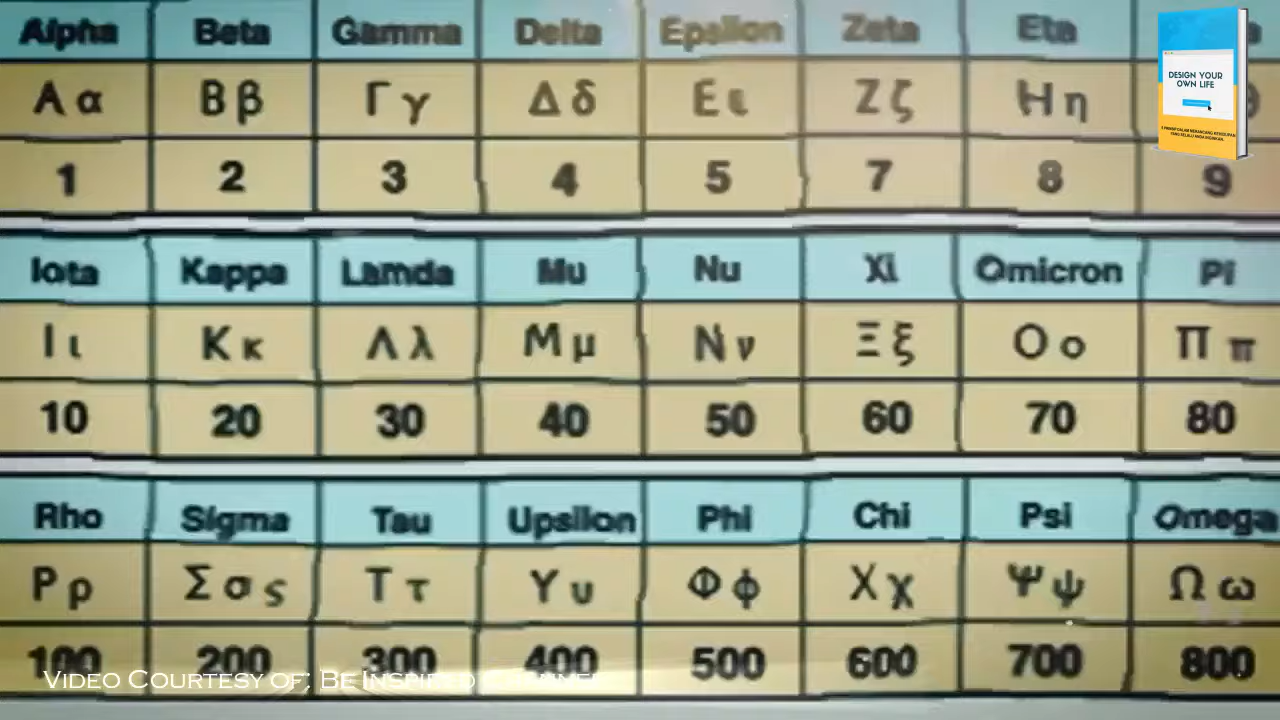 Alpha Beta Gamma Delta Epsilon Zeta Eta
Α α Β β Γ γ Δ δ Ε ε Ζ ζ Η η
1 2 3 4 5 7 8 9
Iota Kappa Lamda Mu Nu Xi Omicron Pi
Ι ι Κ κ Λ λ Μ μ Ν ν Ξ ξ Ο ο Π π
10 20 30 40 50 60 70 80
Rho Sigma Tau Upsilon Phi Chi Psi Omega
Ρ ρ Σ σ ς Τ τ Υ υ Φ φ Χ χ Ψ ψ Ω ω
100 200 300 400 500 600 700 800
Video Courtesy of; Be Inspired
DESIGN YOUR
OWN LIFE